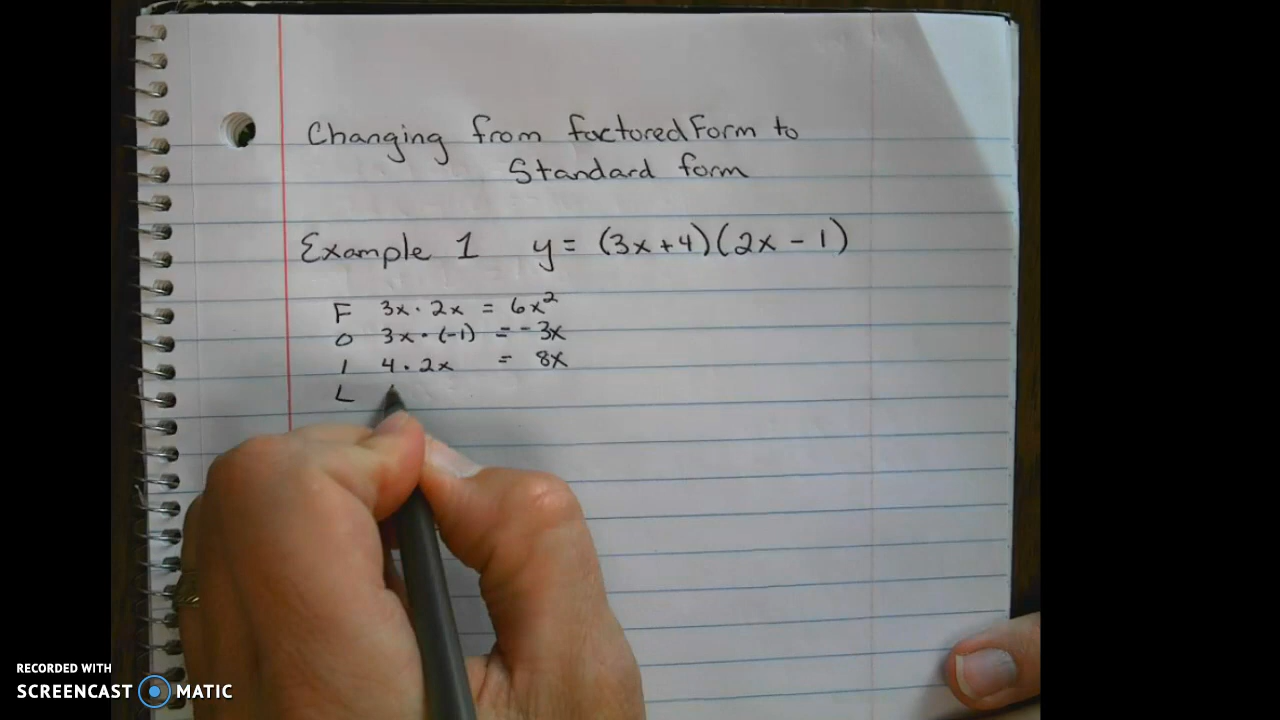 Changing from factored Form to
Standard form
Example 1 y = (3x+4)(2x - 1)
F 3x · 2x = 6x²
O 3x · (-1) = -3x
I 4 · 2x = 8x
L
RECORDED WITH
SCREENCAST MATIC